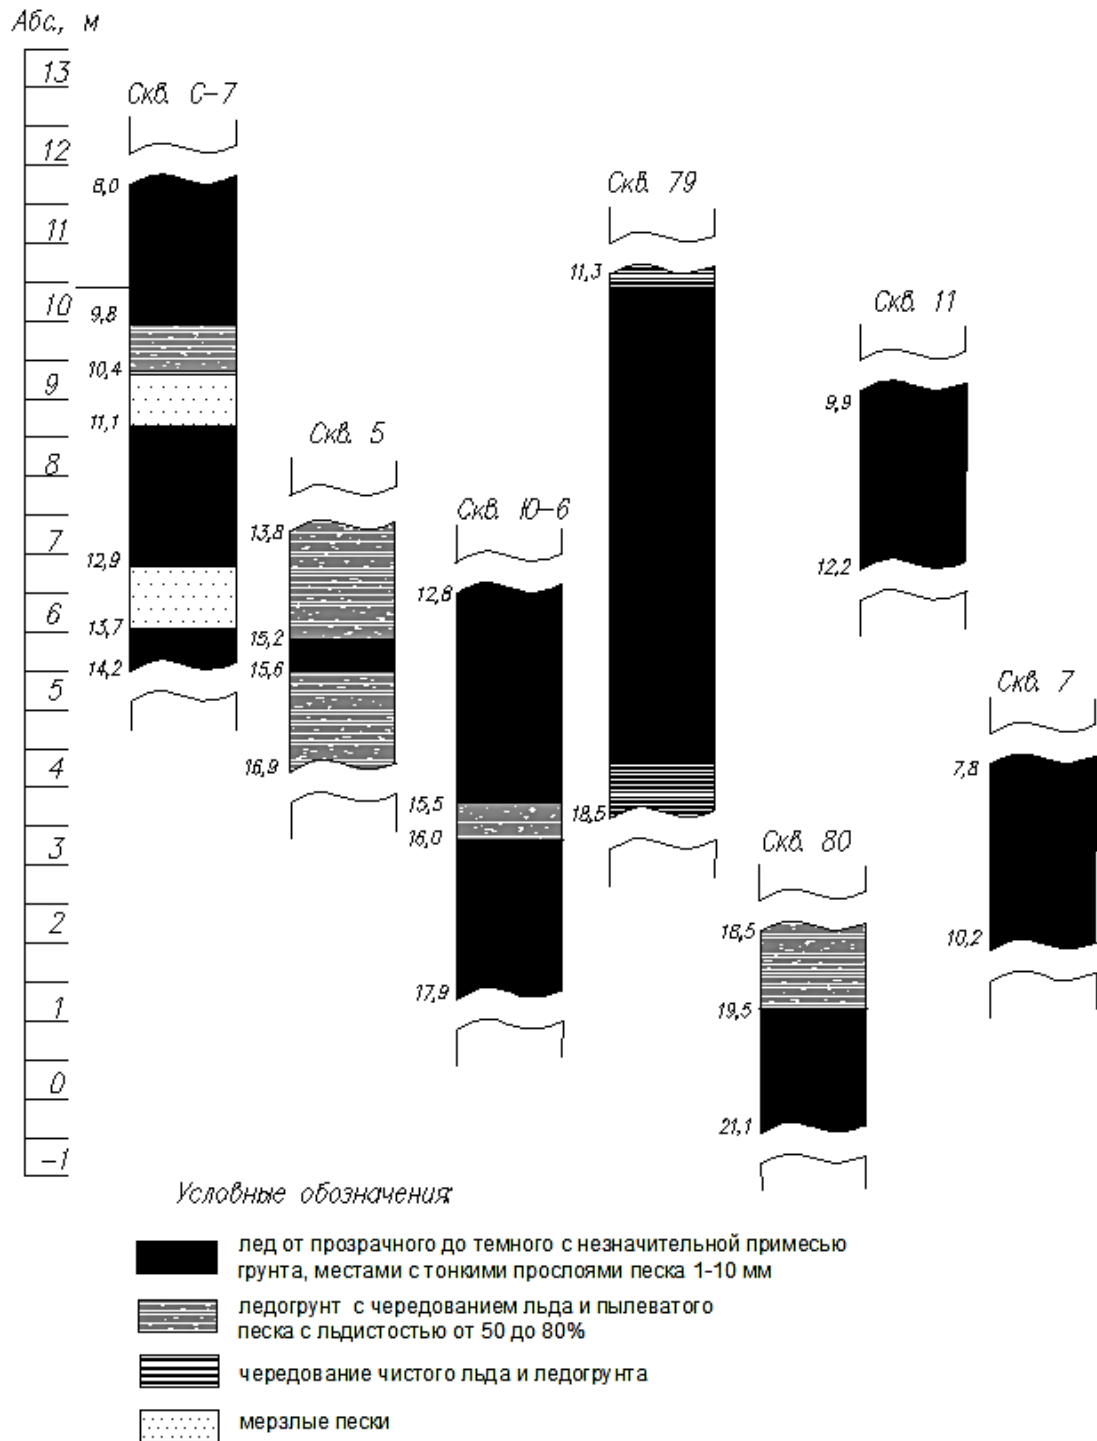 Абс., м
13
12
11
10
9
8
7
6
5
4
3
2
1
0
-1
Скв. С-7
8,0
9,8
10,4
11,1
12,9
13,7
14,2
Скв. 5
13,8
15,2
15,6
16,9
Скв. Ю-6
12,8
15,5
16,0
17,9
Скв. 79
11,3
18,5
Скв. 80
18,5
19,5
21,1
Скв. 11
9,9
12,2
Скв. 7
7,8
10,2
Условные обозначения:
лед от прозрачного до темного с незначительной примесью
грунта, местами с тонкими прослоями песка 1-10 мм
ледогрунт с чередованием льда и пылеватого
песка с льдистостью от 50 до 80%
чередование чистого льда и ледогрунта
мерзлые пески